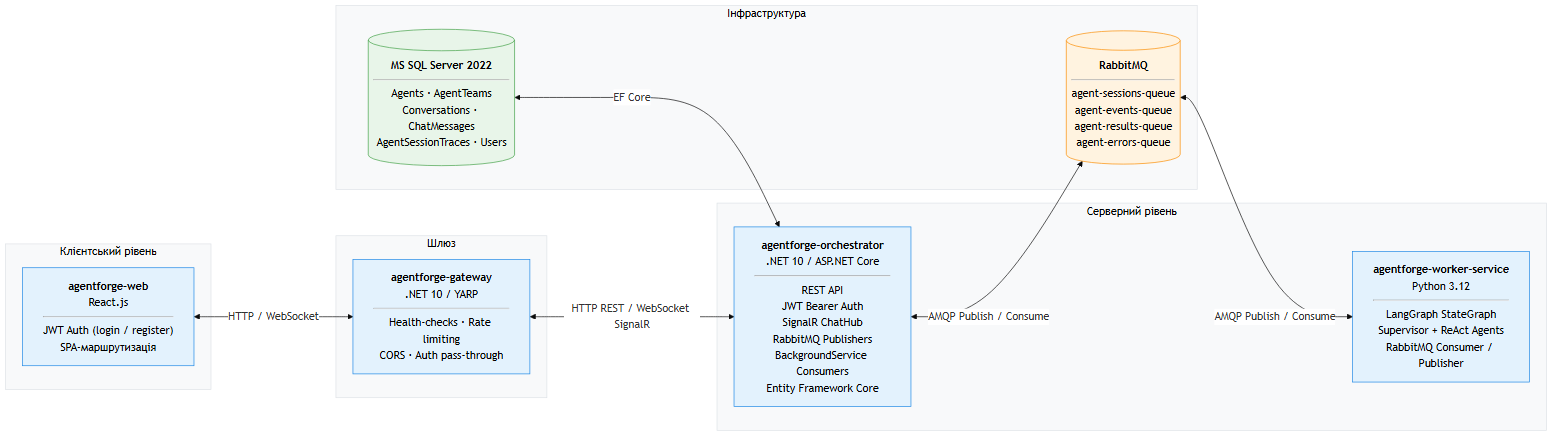 Інфраструктура
MS SQL Server 2022
Agents · AgentTeams
Conversations ·
ChatMessages
AgentSessionTraces · Users
EF Core
RabbitMQ
agent-sessions-queue
agent-events-queue
agent-results-queue
agent-errors-queue
Клієнтський рівень
agentforge-web
React.js
JWT Auth (login / register)
SPA-маршрутизація
HTTP / WebSocket
Шлюз
agentforge-gateway
.NET 10 / YARP
Health-checks · Rate
limiting
CORS · Auth pass-through
HTTP REST / WebSocket
SignalR
Серверний рівень
agentforge-orchestrator
.NET 10 / ASP.NET Core
REST API
JWT Bearer Auth
SignalR ChatHub
RabbitMQ Publishers
BackgroundService
Consumers
Entity Framework Core
AMQP Publish / Consume
AMQP Publish / Consume
agentforge-worker-service
Python 3.12
LangGraph StateGraph
Supervisor + ReAct Agents
RabbitMQ Consumer /
Publisher